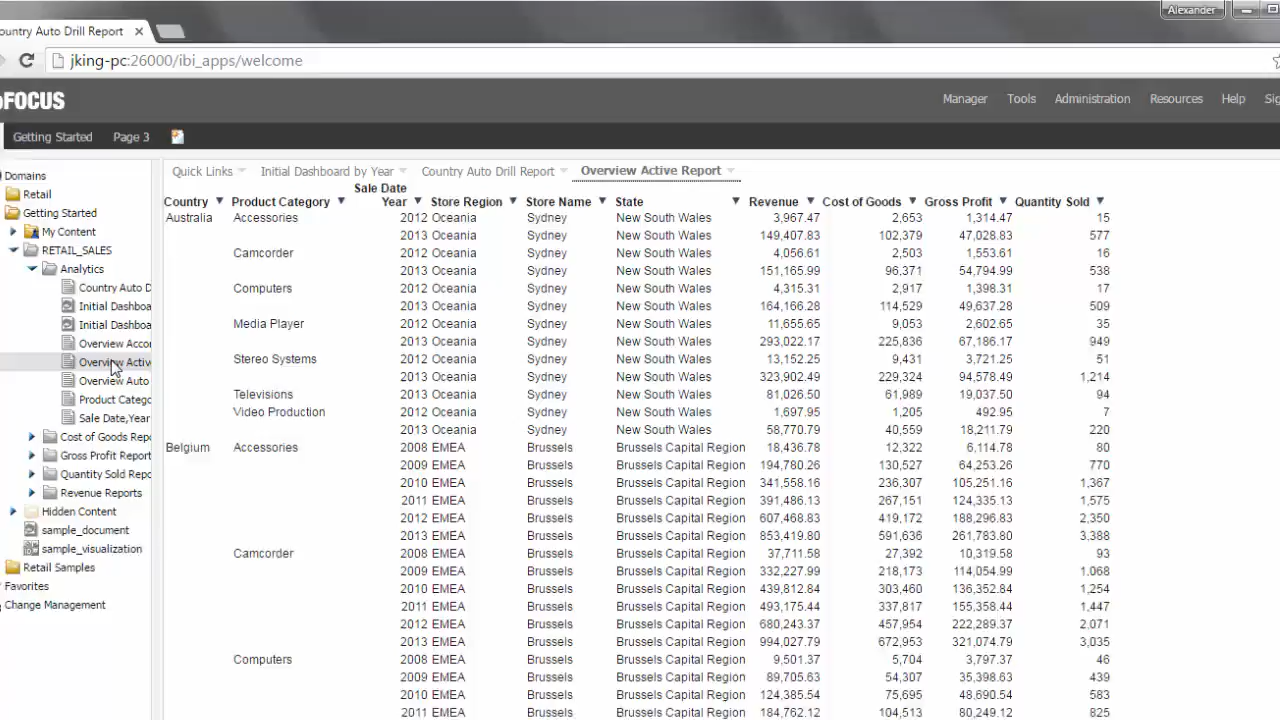 Alexander
ountry Auto Drill Report
jking-pc:26000/ibi_apps/welcome
FOCUS
Manager Tools Administration Resources Help Sig
Getting Started Page 3
Domains
Retail
Getting Started
My Content
RETAIL_SALES
Analytics
Country Auto D
Initial Dashboa
Initial Dashboa
Overview Accor
Overview Active
Overview Auto
Product Catego
Sale Date,Year
Cost of Goods Repo
Gross Profit Report
Quantity Sold Repo
Revenue Reports
Hidden Content
sample_document
sample_visualization
Retail Samples
Favorites
Change Management
Quick Links Initial Dashboard by Year Country Auto Drill Report Overview Active Report
Sale Date
Country Product Category Year Store Region Store Name State Revenue Cost of Goods Gross Profit Quantity Sold
Australia Accessories 2012 Oceania Sydney New South Wales 3,967.47 2,653 1,314.47 15
2013 Oceania Sydney New South Wales 149,407.83 102,379 47,028.83 577
Camcorder 2012 Oceania Sydney New South Wales 4,056.61 2,503 1,553.61 16
2013 Oceania Sydney New South Wales 151,165.99 96,371 54,794.99 538
Computers 2012 Oceania Sydney New South Wales 4,315.31 2,917 1,398.31 17
2013 Oceania Sydney New South Wales 164,166.28 114,529 49,637.28 509
Media Player 2012 Oceania Sydney New South Wales 11,655.65 9,053 2,602.65 35
2013 Oceania Sydney New South Wales 293,022.17 225,836 67,186.17 949
Stereo Systems 2012 Oceania Sydney New South Wales 13,152.25 9,431 3,721.25 51
2013 Oceania Sydney New South Wales 323,902.49 229,324 94,578.49 1,214
Televisions 2013 Oceania Sydney New South Wales 81,026.50 61,989 19,037.50 94
Video Production 2012 Oceania Sydney New South Wales 1,697.95 1,205 492.95 7
2013 Oceania Sydney New South Wales 58,770.79 40,559 18,211.79 220
Belgium Accessories 2008 EMEA Brussels Brussels Capital Region 18,436.78 12,322 6,114.78 80
2009 EMEA Brussels Brussels Capital Region 194,780.26 130,527 64,253.26 770
2010 EMEA Brussels Brussels Capital Region 341,558.16 236,307 105,251.16 1,367
2011 EMEA Brussels Brussels Capital Region 391,486.13 267,151 124,335.13 1,575
2012 EMEA Brussels Brussels Capital Region 607,468.83 419,172 188,296.83 2,350
2013 EMEA Brussels Brussels Capital Region 853,419.80 591,636 261,783.80 3,388
Camcorder 2008 EMEA Brussels Brussels Capital Region 37,711.58 27,392 10,319.58 93
2009 EMEA Brussels Brussels Capital Region 332,227.99 218,173 114,054.99 1,068
2010 EMEA Brussels Brussels Capital Region 439,812.84 303,460 136,352.84 1,254
2011 EMEA Brussels Brussels Capital Region 493,175.44 337,817 155,358.44 1,447
2012 EMEA Brussels Brussels Capital Region 680,243.37 457,954 222,289.37 2,071
2013 EMEA Brussels Brussels Capital Region 994,027.79 672,953 321,074.79 3,035
Computers 2008 EMEA Brussels Brussels Capital Region 9,501.37 5,704 3,797.37 46
2009 EMEA Brussels Brussels Capital Region 89,705.63 54,307 35,398.63 439
2010 EMEA Brussels Brussels Capital Region 124,385.54 75,695 48,690.54 583
2011 EMEA Brussels Brussels Capital Region 184,762.12 104,513 80,249.12 825